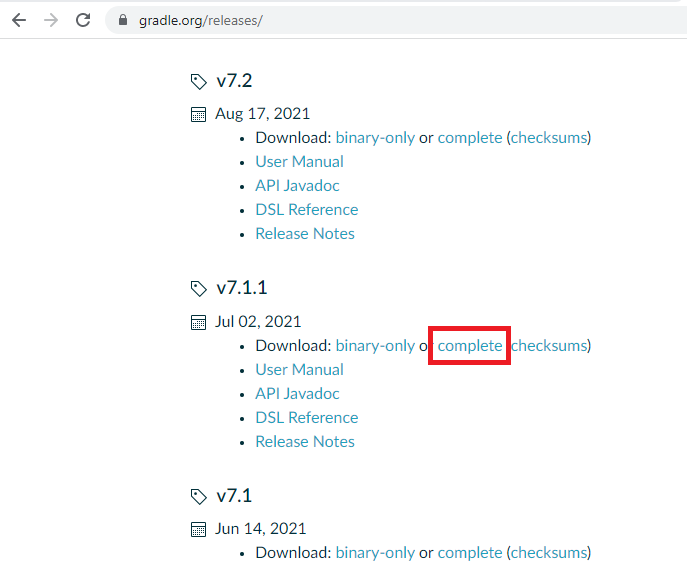 gradle.org/releases/
v7.2
Aug 17, 2021
Download: binary-only or complete (checksums)
User Manual
API Javadoc
DSL Reference
Release Notes
v7.1.1
Jul 02, 2021
Download: binary-only or complete (checksums)
User Manual
API Javadoc
DSL Reference
Release Notes
v7.1
Jun 14, 2021
Download: binary-only or complete (checksums)